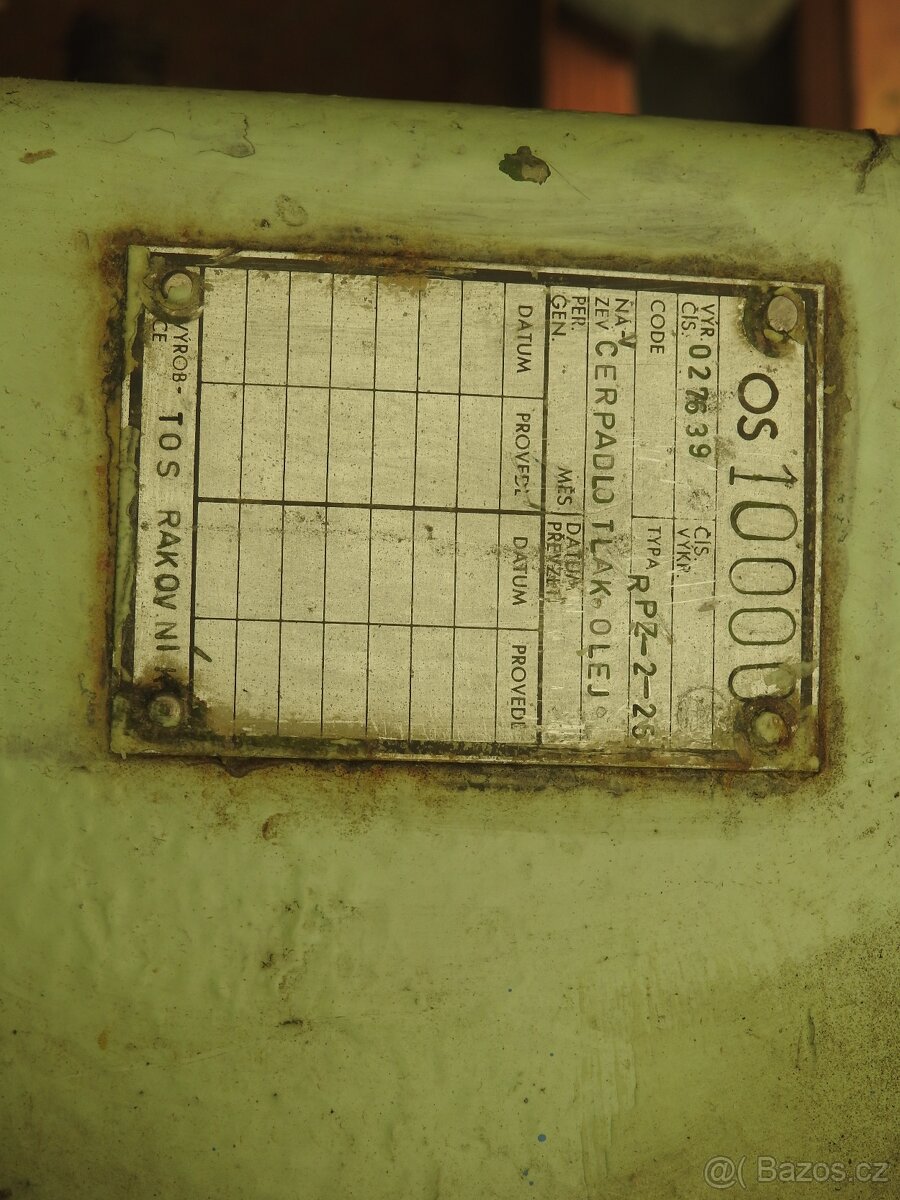 OS 10000
VÝR. ČÍS. ČÍS. VÝKR.
CODE TYPA RPZ-2-25
NÁ-ZEV ČERPADLO TLAK. OLEJ.
PER. GEN. MĚS DATUM PŘEVZETÍ
DATUM PROVEDL DATUM PROVEDL
VÝROB-CE TOS RAKOVNÍK
@( Bazos.cz